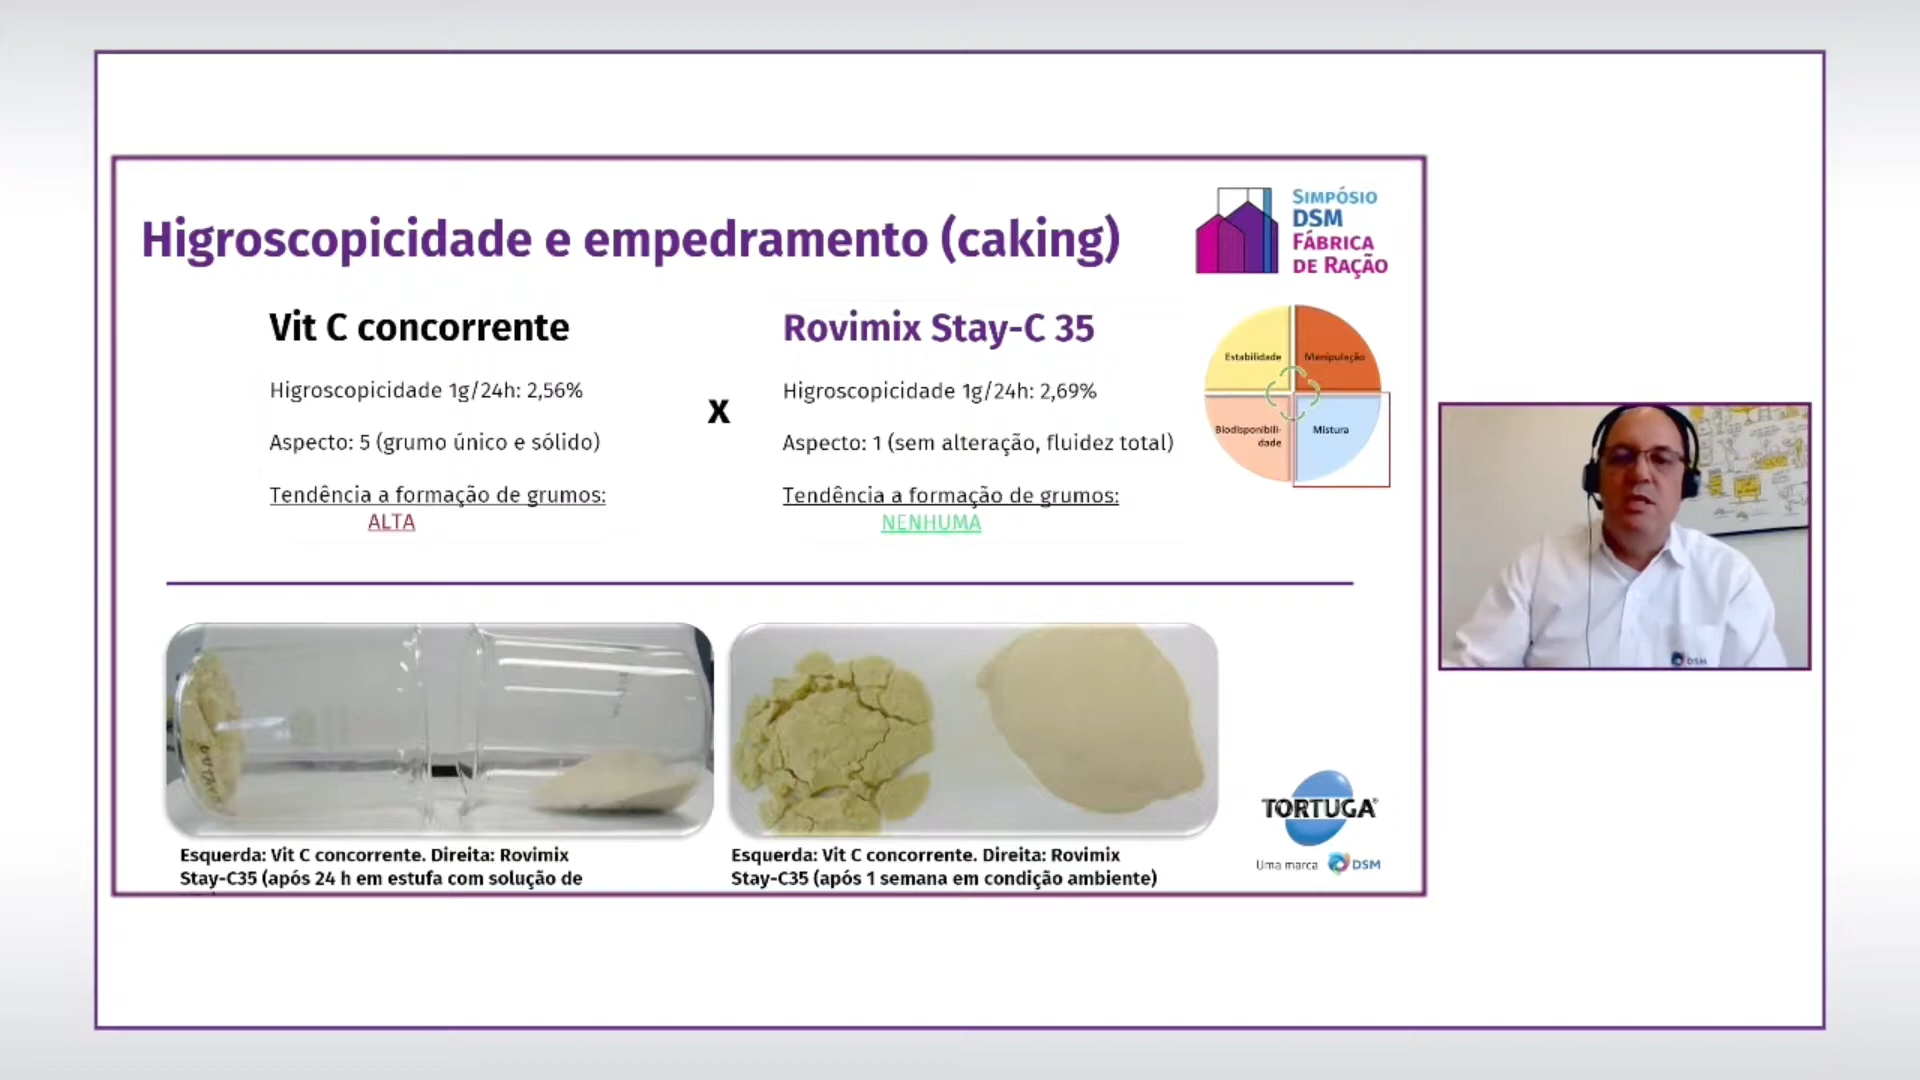 Higroscopicidade e empedramento (caking)
SIMPÓSIO
DSM
FÁBRICA
DE RAÇÃO
Vit C concorrente
Higroscopicidade 1g/24h: 2,56%
Aspecto: 5 (grumo único e sólido)
Tendência a formação de grumos:
ALTA
x
Rovimix Stay-C 35
Higroscopicidade 1g/24h: 2,69%
Aspecto: 1 (sem alteração, fluidez total)
Tendência a formação de grumos:
NENHUMA
Estabilidade
Manipulação
Biodisponibili-
dade
Mistura
Esquerda: Vit C concorrente. Direita: Rovimix
Stay-C35 (após 24 h em estufa com solução de
Esquerda: Vit C concorrente. Direita: Rovimix
Stay-C35 (após 1 semana em condição ambiente)
TORTUGA
Uma marca DSM
DSM